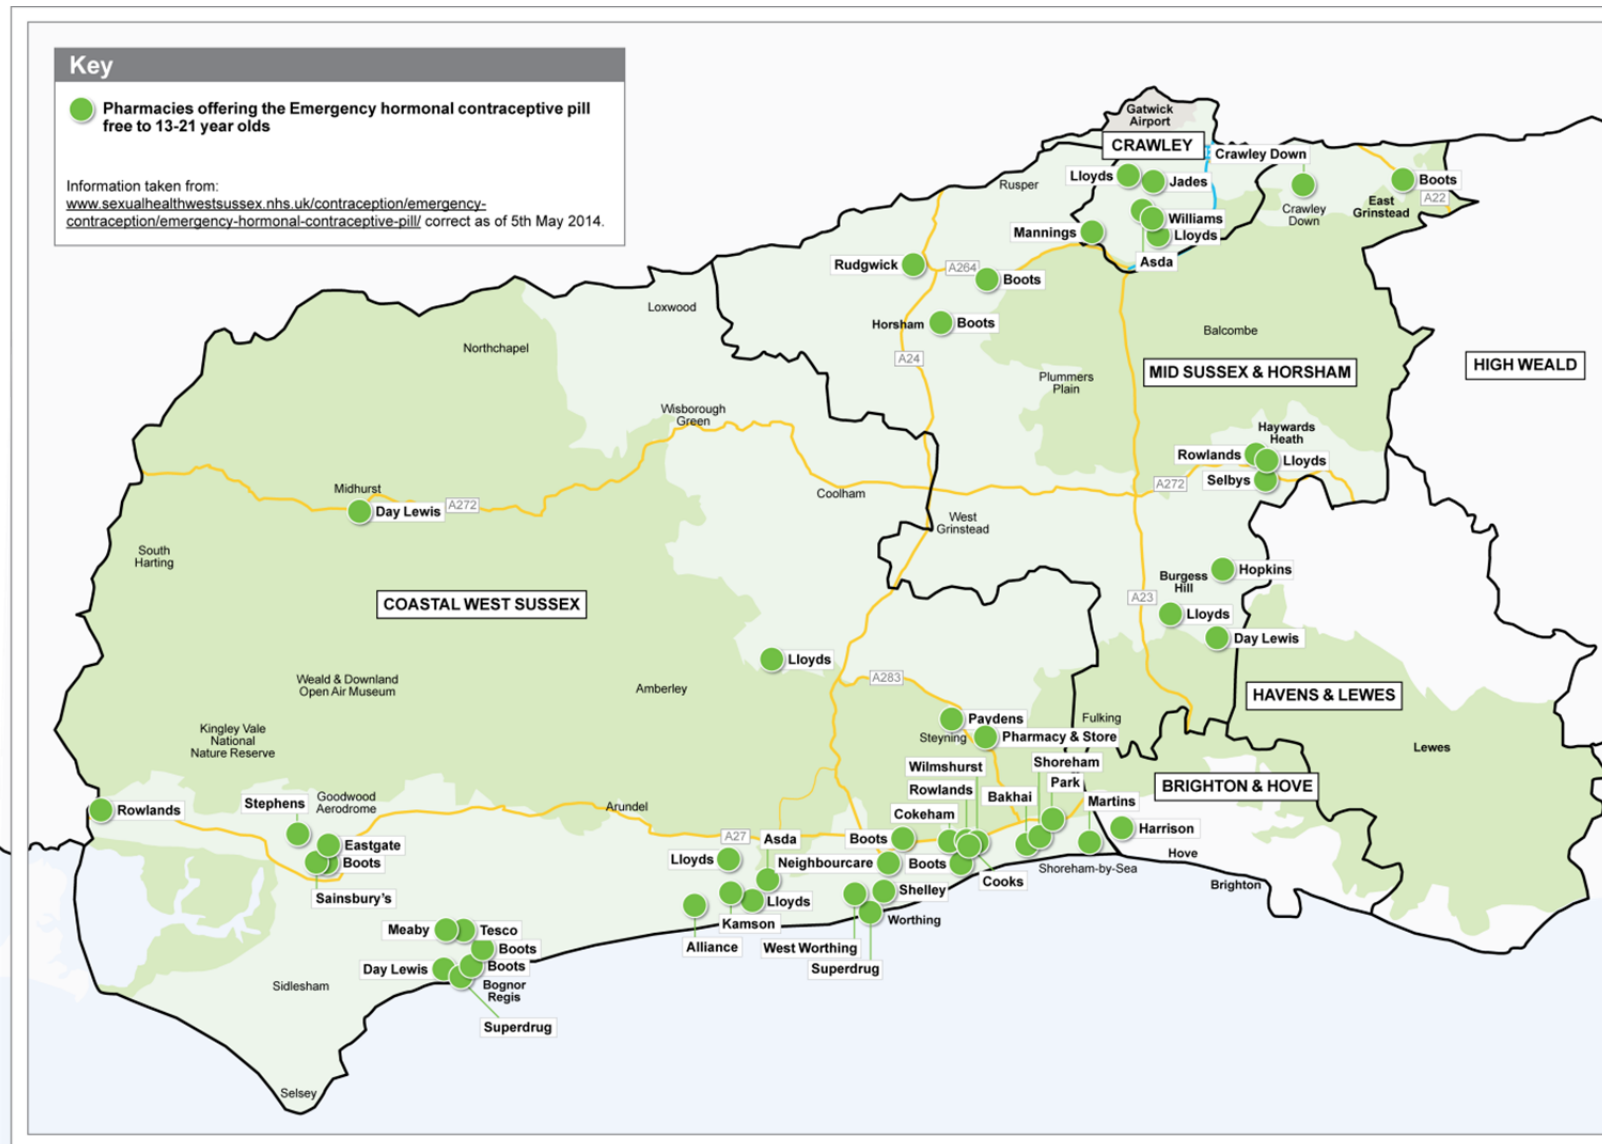 Key
Pharmacies offering the Emergency hormonal contraceptive pill
free to 13-21 year olds
Information taken from:
www.sexualhealthwestsussex.nhs.uk/contraception/emergency-
contraception/emergency-hormonal-contraceptive-pill/ correct as of 5th May 2014.
Gatwick
Airport
CRAWLEY
Crawley Down
Lloyds
Jades
Rusper
Boots
A22
East
Grinstead
Crawley
Down
Williams
Mannings
Lloyds
Asda
Rudgwick
A264
Boots
Loxwood
Horsham
Boots
Balcombe
Northchapel
A24
MID SUSSEX & HORSHAM
HIGH WEALD
Plummers
Plain
Wisborough
Green
Haywards
Heath
Rowlands
Lloyds
Selbys
A272
Midhurst
Day Lewis
A272
Coolham
West
Grinstead
South
Harting
Hopkins
Burgess
Hill
A23
COASTAL WEST SUSSEX
Lloyds
Day Lewis
Lloyds
A283
Weald & Downland
Open Air Museum
Amberley
HAVENS & LEWES
Paydens
Fulking
Steyning
Pharmacy & Store
Kingley Vale
National
Nature Reserve
Lewes
Wilmshurst
Shoreham
Rowlands
Park
BRIGHTON & HOVE
Bakhai
Martins
Stephens
Goodwood
Aerodrome
Rowlands
Arundel
Cokeham
Harrison
A27
Asda
Boots
Eastgate
Boots
Lloyds
Neighbourcare
Boots
Hove
Shoreham-by-Sea
Cooks
Brighton
Sainsbury's
Shelley
Lloyds
Kamson
Worthing
Meaby
Tesco
Alliance
West Worthing
Boots
Superdrug
Day Lewis
Boots
Sidlesham
Bognor
Regis
Superdrug
Selsey